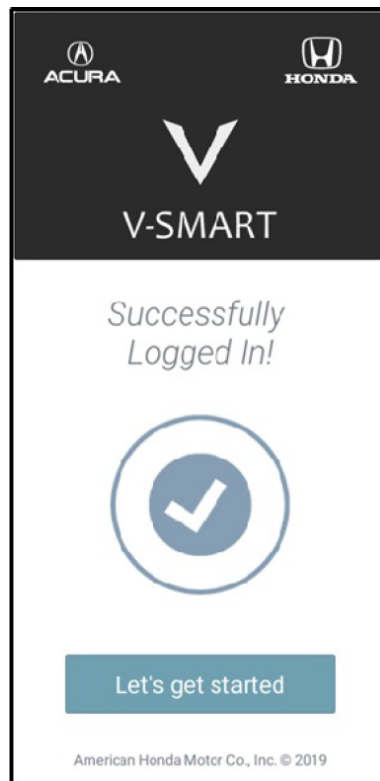 ACURA
HONDA
V-SMART
Successfully
Logged In!
Let's get started
American Honda Motor Co., Inc. © 2019